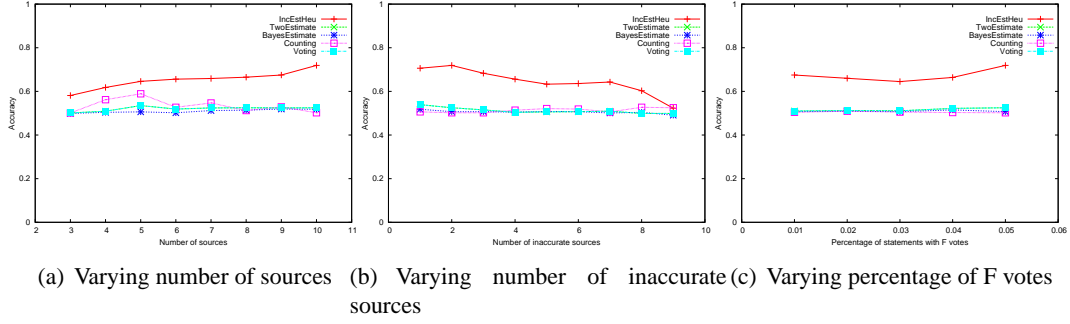 IncEstHeu
TwoEstimate
BayesEstimate
Counting
Voting
Accuracy
1
0.8
0.6
0.4
0.2
0
2 3 4 5 6 7 8 9 10 11
Number of sources
(a) Varying number of sources
IncEstHeu
TwoEstimate
BayesEstimate
Counting
Voting
Accuracy
1
0.8
0.6
0.4
0.2
0
0 2 4 6 8 10
Number of inaccurate sources
(b) Varying number of inaccurate
sources
IncEstHeu
TwoEstimate
BayesEstimate
Counting
Voting
Accuracy
1
0.8
0.6
0.4
0.2
0
0 0.01 0.02 0.03 0.04 0.05 0.06
Percentage of statements with F votes
(c) Varying percentage of F votes